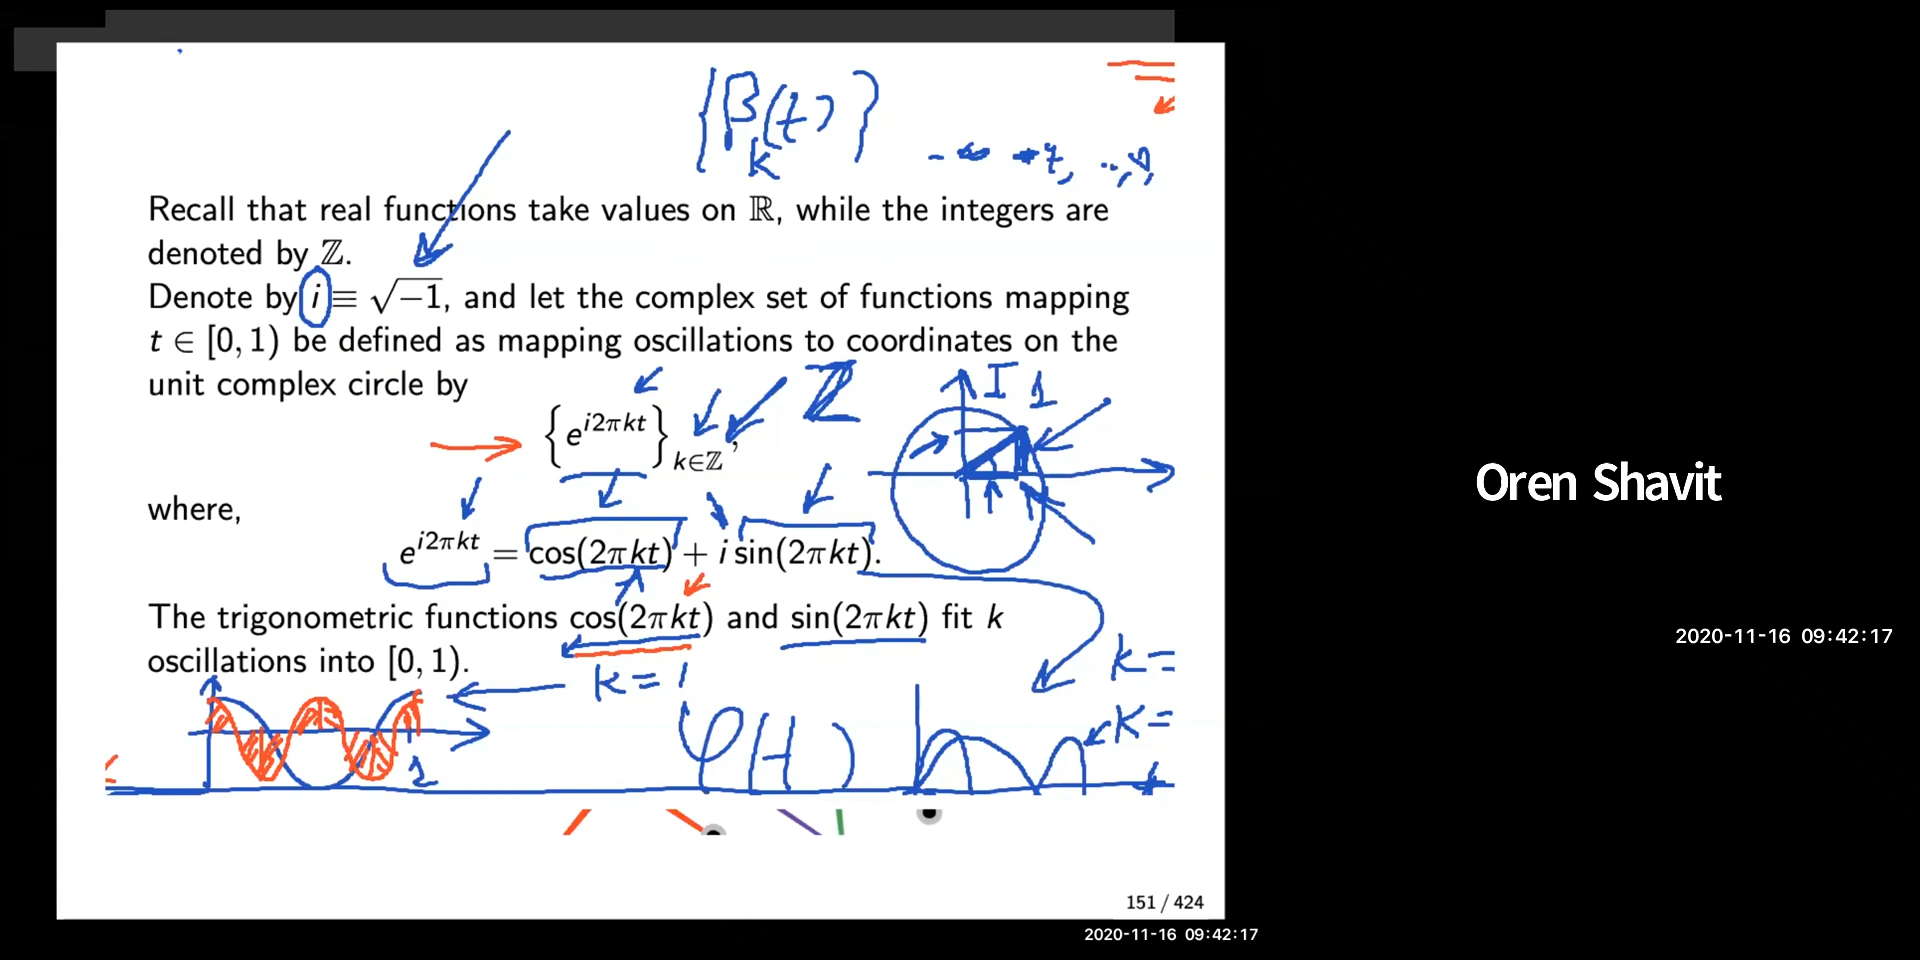 {β_k(t)}
Recall that real functions take values on ℝ, while the integers are
denoted by ℤ.
Denote by i ≡ √−1, and let the complex set of functions mapping
t ∈ [0, 1) be defined as mapping oscillations to coordinates on the
unit complex circle by
ℤ
I 1
{e^{i2πkt}}_{k∈ℤ},
where,
e^{i2πkt} = cos(2πkt) + i sin(2πkt).
The trigonometric functions cos(2πkt) and sin(2πkt) fit k
oscillations into [0, 1).
k=1
k=
k=
1
151 / 424
2020-11-16 09:42:17
Oren Shavit
2020-11-16 09:42:17